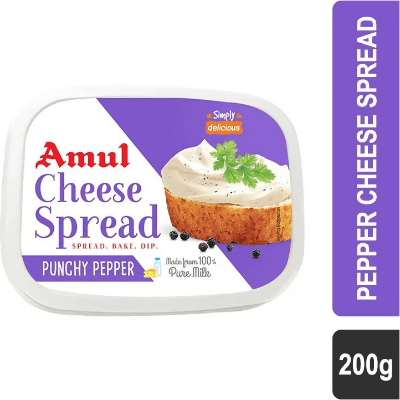 Simply
delicious
Amul
Cheese
Spread
SPREAD. BAKE. DIP.
PUNCHY PEPPER
Made from 100%
Pure Milk
PEPPER CHEESE SPREAD
200g